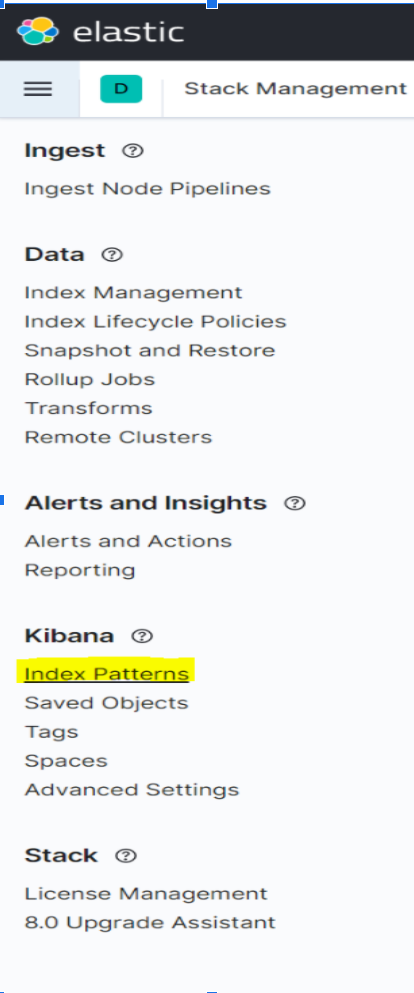 elastic
D Stack Management
Ingest
Ingest Node Pipelines
Data
Index Management
Index Lifecycle Policies
Snapshot and Restore
Rollup Jobs
Transforms
Remote Clusters
Alerts and Insights
Alerts and Actions
Reporting
Kibana
Index Patterns
Saved Objects
Tags
Spaces
Advanced Settings
Stack
License Management
8.0 Upgrade Assistant